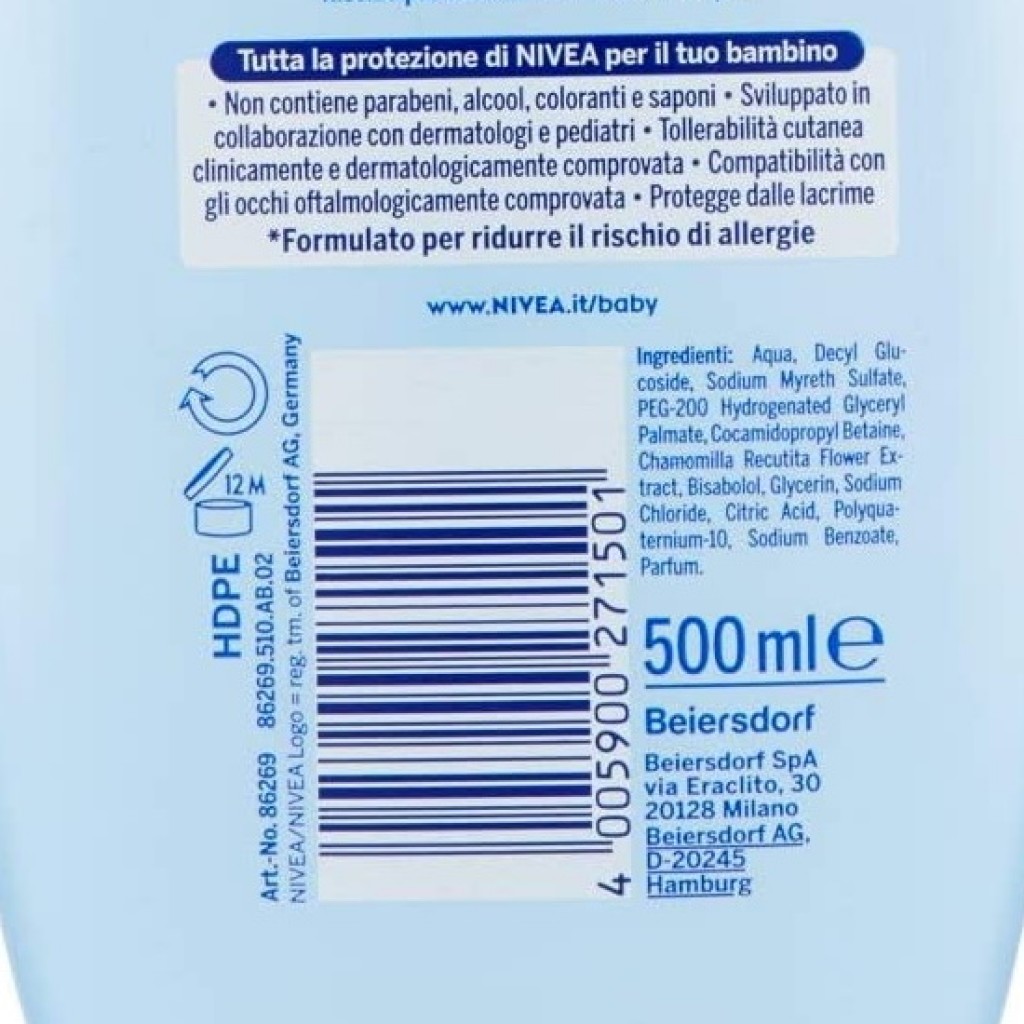 Tutta la protezione di NIVEA per il tuo bambino
• Non contiene parabeni, alcool, coloranti e saponi • Sviluppato in
collaborazione con dermatologi e pediatri • Tollerabilità cutanea
clinicamente e dermatologicamente comprovata • Compatibilità con
gli occhi oftalmologicamente comprovata • Protegge dalle lacrime
*Formulato per ridurre il rischio di allergie
www.NIVEA.it/baby
12 M
HDPE
Art.-No. 86269 86269.510.AB.02
NIVEA/NIVEA Logo = reg. tm. of Beiersdorf AG, Germany
4 005900 271501
Ingredienti: Aqua, Decyl Glu-
coside, Sodium Myreth Sulfate,
PEG-200 Hydrogenated Glyceryl
Palmate, Cocamidopropyl Betaine,
Chamomilla Recutita Flower Ex-
tract, Bisabolol, Glycerin, Sodium
Chloride, Citric Acid, Polyqua-
ternium-10, Sodium Benzoate,
Parfum.
500 ml e
Beiersdorf
Beiersdorf SpA
via Eraclito, 30
20128 Milano
Beiersdorf AG,
D-20245
Hamburg